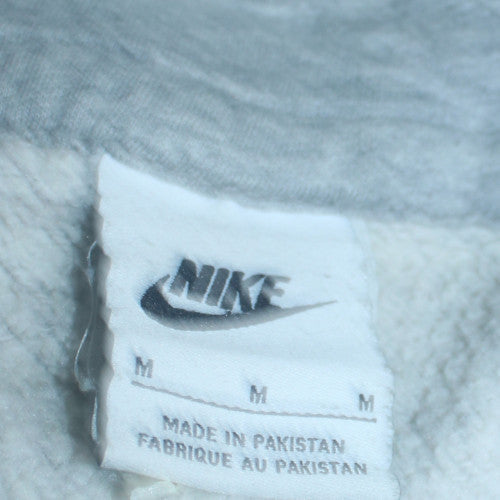 NIKE
M M M
MADE IN PAKISTAN
FABRIQUE AU PAKISTAN